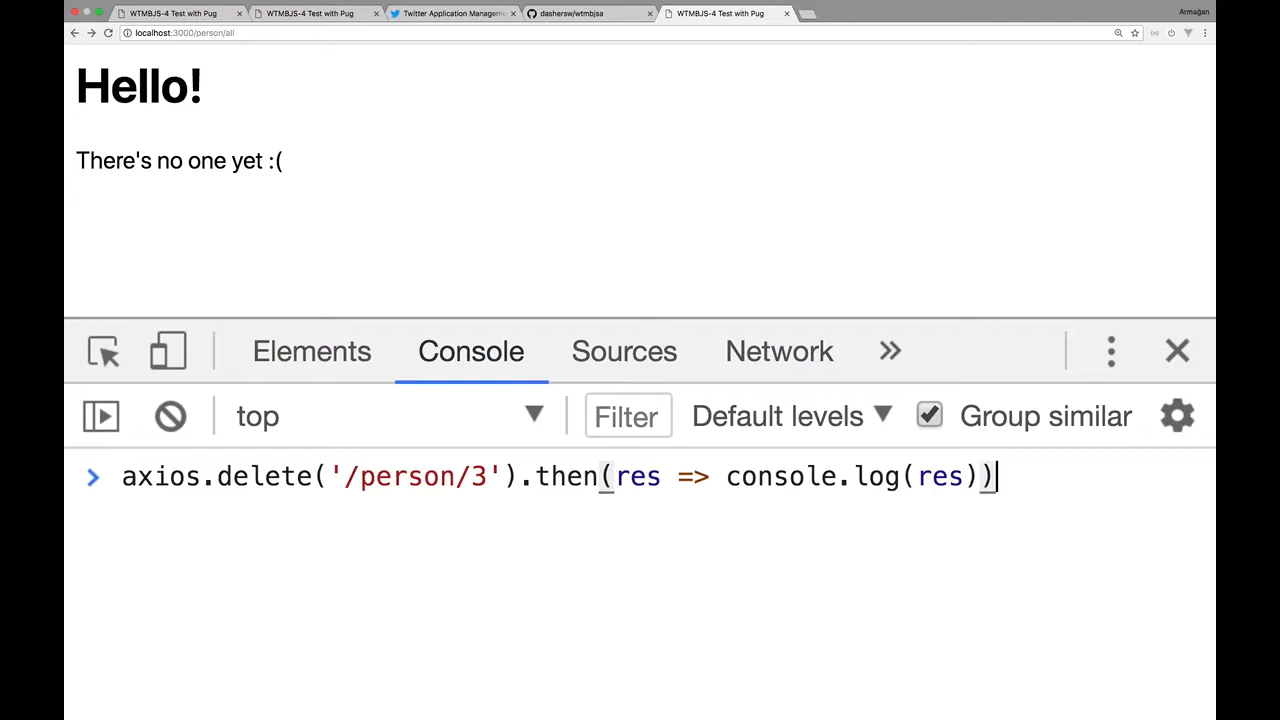 WTMBJS-4 Test with Pug
WTMBJS-4 Test with Pug
Twitter Application Managem
dashersw/wtmbjsa
WTMBJS-4 Test with Pug
Armağan
localhost:3000/person/all
Hello!
There's no one yet :(
Elements Console Sources Network »
top Filter Default levels Group similar
axios.delete('/person/3').then(res => console.log(res))